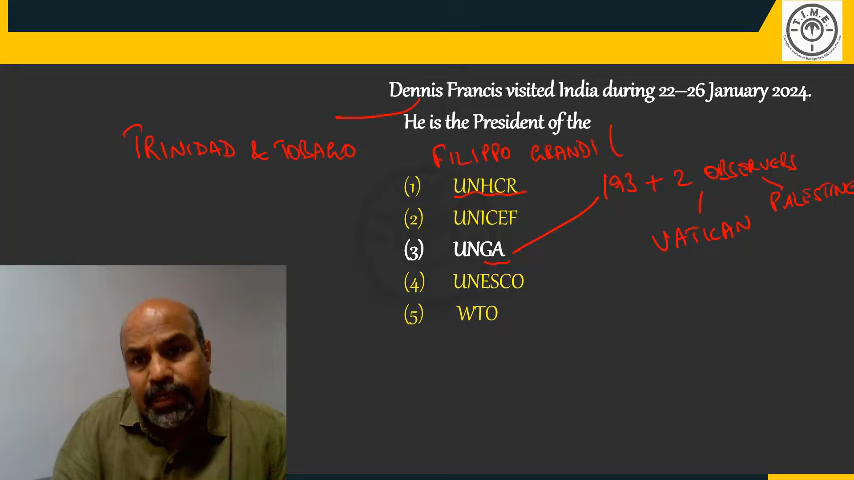 T.I.M.E.
Dennis Francis visited India during 22–26 January 2024.
He is the President of the
TRINIDAD & TOBAGO
FILIPPO GRANDI (
(1) UNHCR
193 + 2 OBSERVERS
PALESTINE
(2) UNICEF
VATICAN
(3) UNGA
(4) UNESCO
(5) WTO